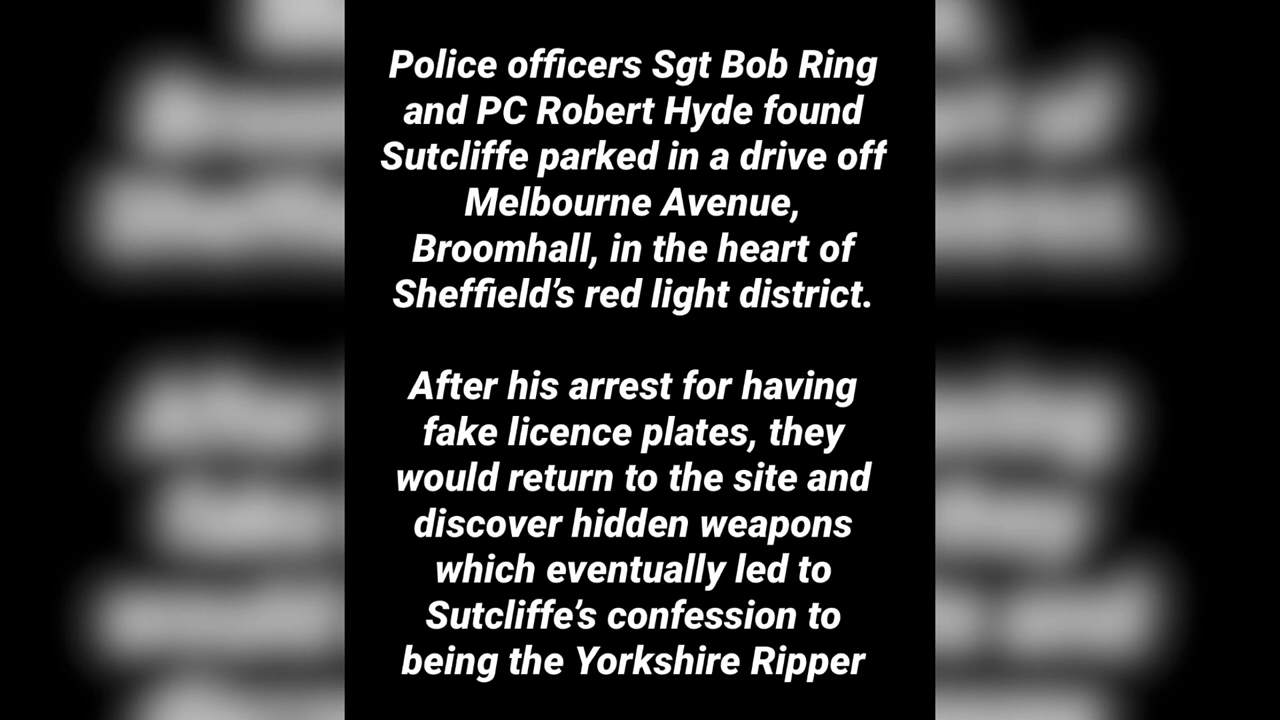 Police officers Sgt Bob Ring
and PC Robert Hyde found
Sutcliffe parked in a drive off
Melbourne Avenue,
Broomhall, in the heart of
Sheffield’s red light district.
After his arrest for having
fake licence plates, they
would return to the site and
discover hidden weapons
which eventually led to
Sutcliffe’s confession to
being the Yorkshire Ripper